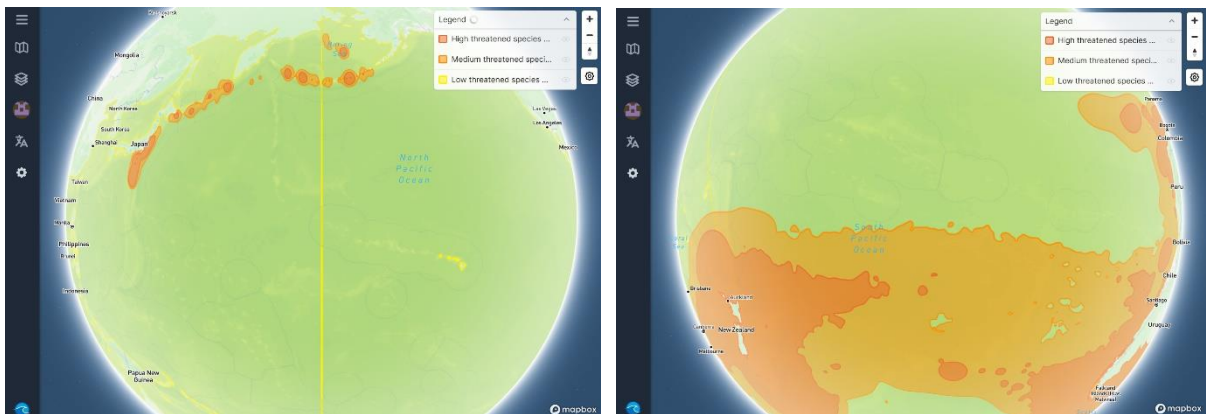 Legend
High threatened species ...
Medium threatened speci...
Low threatened species ...
Mongolia
China
North Korea
South Korea
Shanghai
Japan
Taiwan
Vietnam
Manila
Philippines
Brunei
Indonesia
Papua New
Guinea
North
Pacific
Ocean
Las Vegas
Los Angeles
Mexico
mapbox
Legend
High threatened species ...
Medium threatened speci...
Low threatened species ...
Panama
Bogota
Colombia
Peru
Bolivia
Chile
Santiago
Uruguay
South
Pacific
Ocean
Brisbane
Auckland
Canberra
New Zealand
Melbourne
mapbox